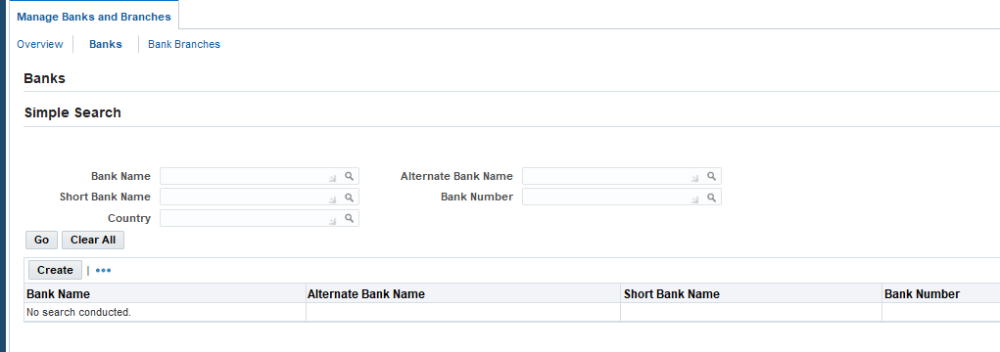 Manage Banks and Branches
Overview Banks Bank Branches
Banks
Simple Search
Bank Name Alternate Bank Name
Short Bank Name Bank Number
Country
Go Clear All
Create | •••
Bank Name Alternate Bank Name Short Bank Name Bank Number
No search conducted.